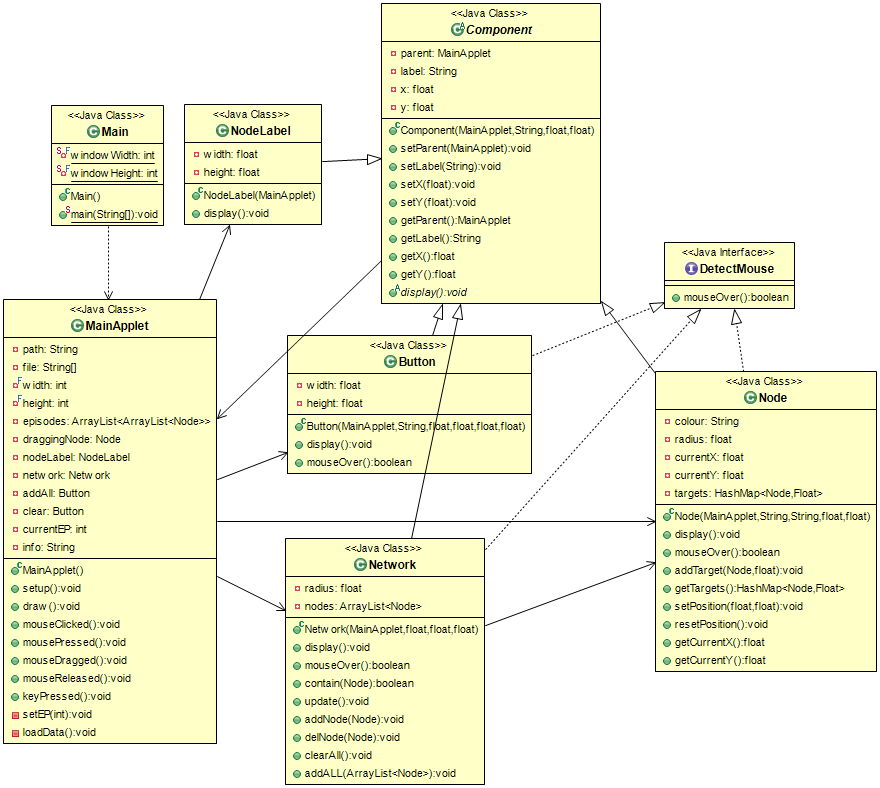 <<Java Class>>
Component
parent: MainApplet
label: String
x: float
y: float
Component(MainApplet,String,float,float)
setParent(MainApplet):void
setLabel(String):void
setX(float):void
setY(float):void
getParent():MainApplet
getLabel():String
getX():float
getY():float
display():void
<<Java Class>>
Main
windowWidth: int
windowHeight: int
Main()
main(String[]):void
<<Java Class>>
NodeLabel
width: float
height: float
NodeLabel(MainApplet)
display():void
<<Java Interface>>
DetectMouse
mouseOver():boolean
<<Java Class>>
MainApplet
path: String
file: String[]
width: int
height: int
episodes: ArrayList<ArrayList<Node>>
draggingNode: Node
nodeLabel: NodeLabel
network: Network
addAll: Button
clear: Button
currentEP: int
info: String
MainApplet()
setup():void
draw():void
mouseClicked():void
mousePressed():void
mouseDragged():void
mouseReleased():void
keyPressed():void
setEP(int):void
loadData():void
<<Java Class>>
Button
width: float
height: float
Button(MainApplet,String,float,float,float,float)
display():void
mouseOver():boolean
<<Java Class>>
Node
colour: String
radius: float
currentX: float
currentY: float
targets: HashMap<Node,Float>
Node(MainApplet,String,String,float,float)
display():void
mouseOver():boolean
addTarget(Node,float):void
getTargets():HashMap<Node,Float>
setPosition(float,float):void
resetPosition():void
getCurrentX():float
getCurrentY():float
<<Java Class>>
Network
radius: float
nodes: ArrayList<Node>
Network(MainApplet,float,float,float)
display():void
mouseOver():boolean
contain(Node):boolean
update():void
addNode(Node):void
delNode(Node):void
clearAll():void
addALL(ArrayList<Node>):void